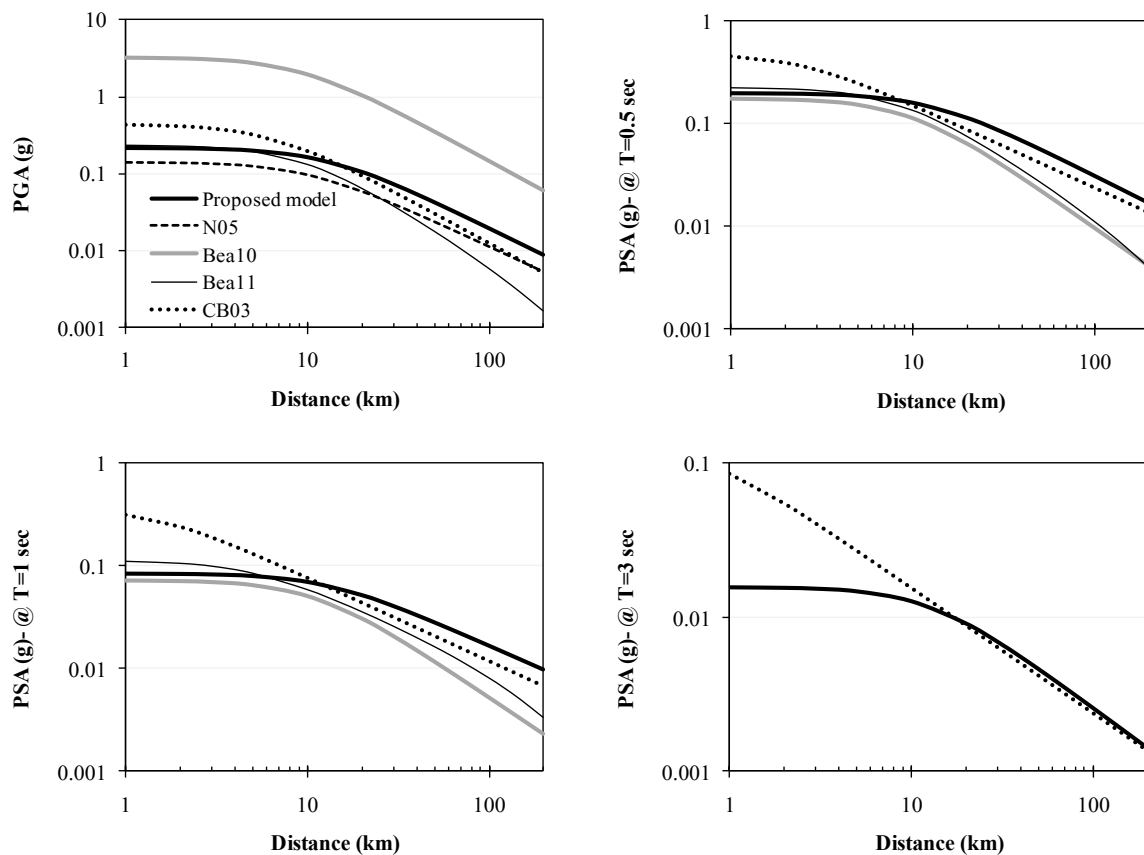 10
1
0.1
0.01
0.001
PGA (g)
Proposed model
N05
Bea10
Bea11
CB03
1 10 100
Distance (km)
1
0.1
0.01
0.001
PSA (g)- @ T=0.5 sec
1 10 100
Distance (km)
1
0.1
0.01
0.001
PSA (g)- @ T=1 sec
1 10 100
Distance (km)
0.1
0.01
0.001
PSA (g)- @ T=3 sec
1 10 100
Distance (km)